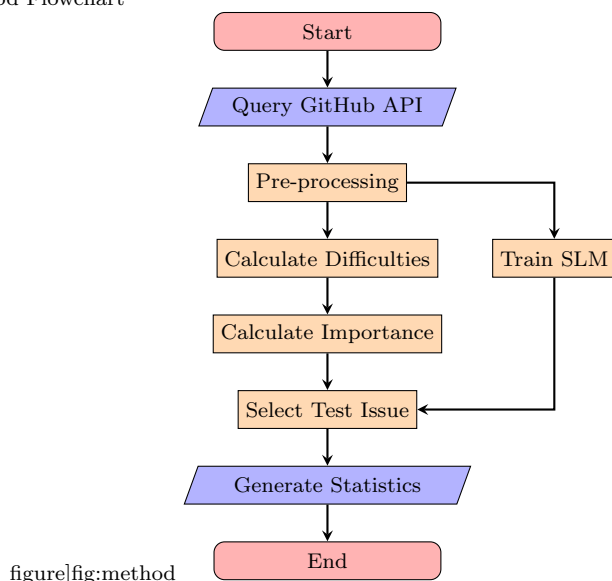 Flowchart
Start
Query GitHub API
Pre-processing
Calculate Difficulties
Train SLM
Calculate Importance
Select Test Issue
Generate Statistics
End
figure]fig:method